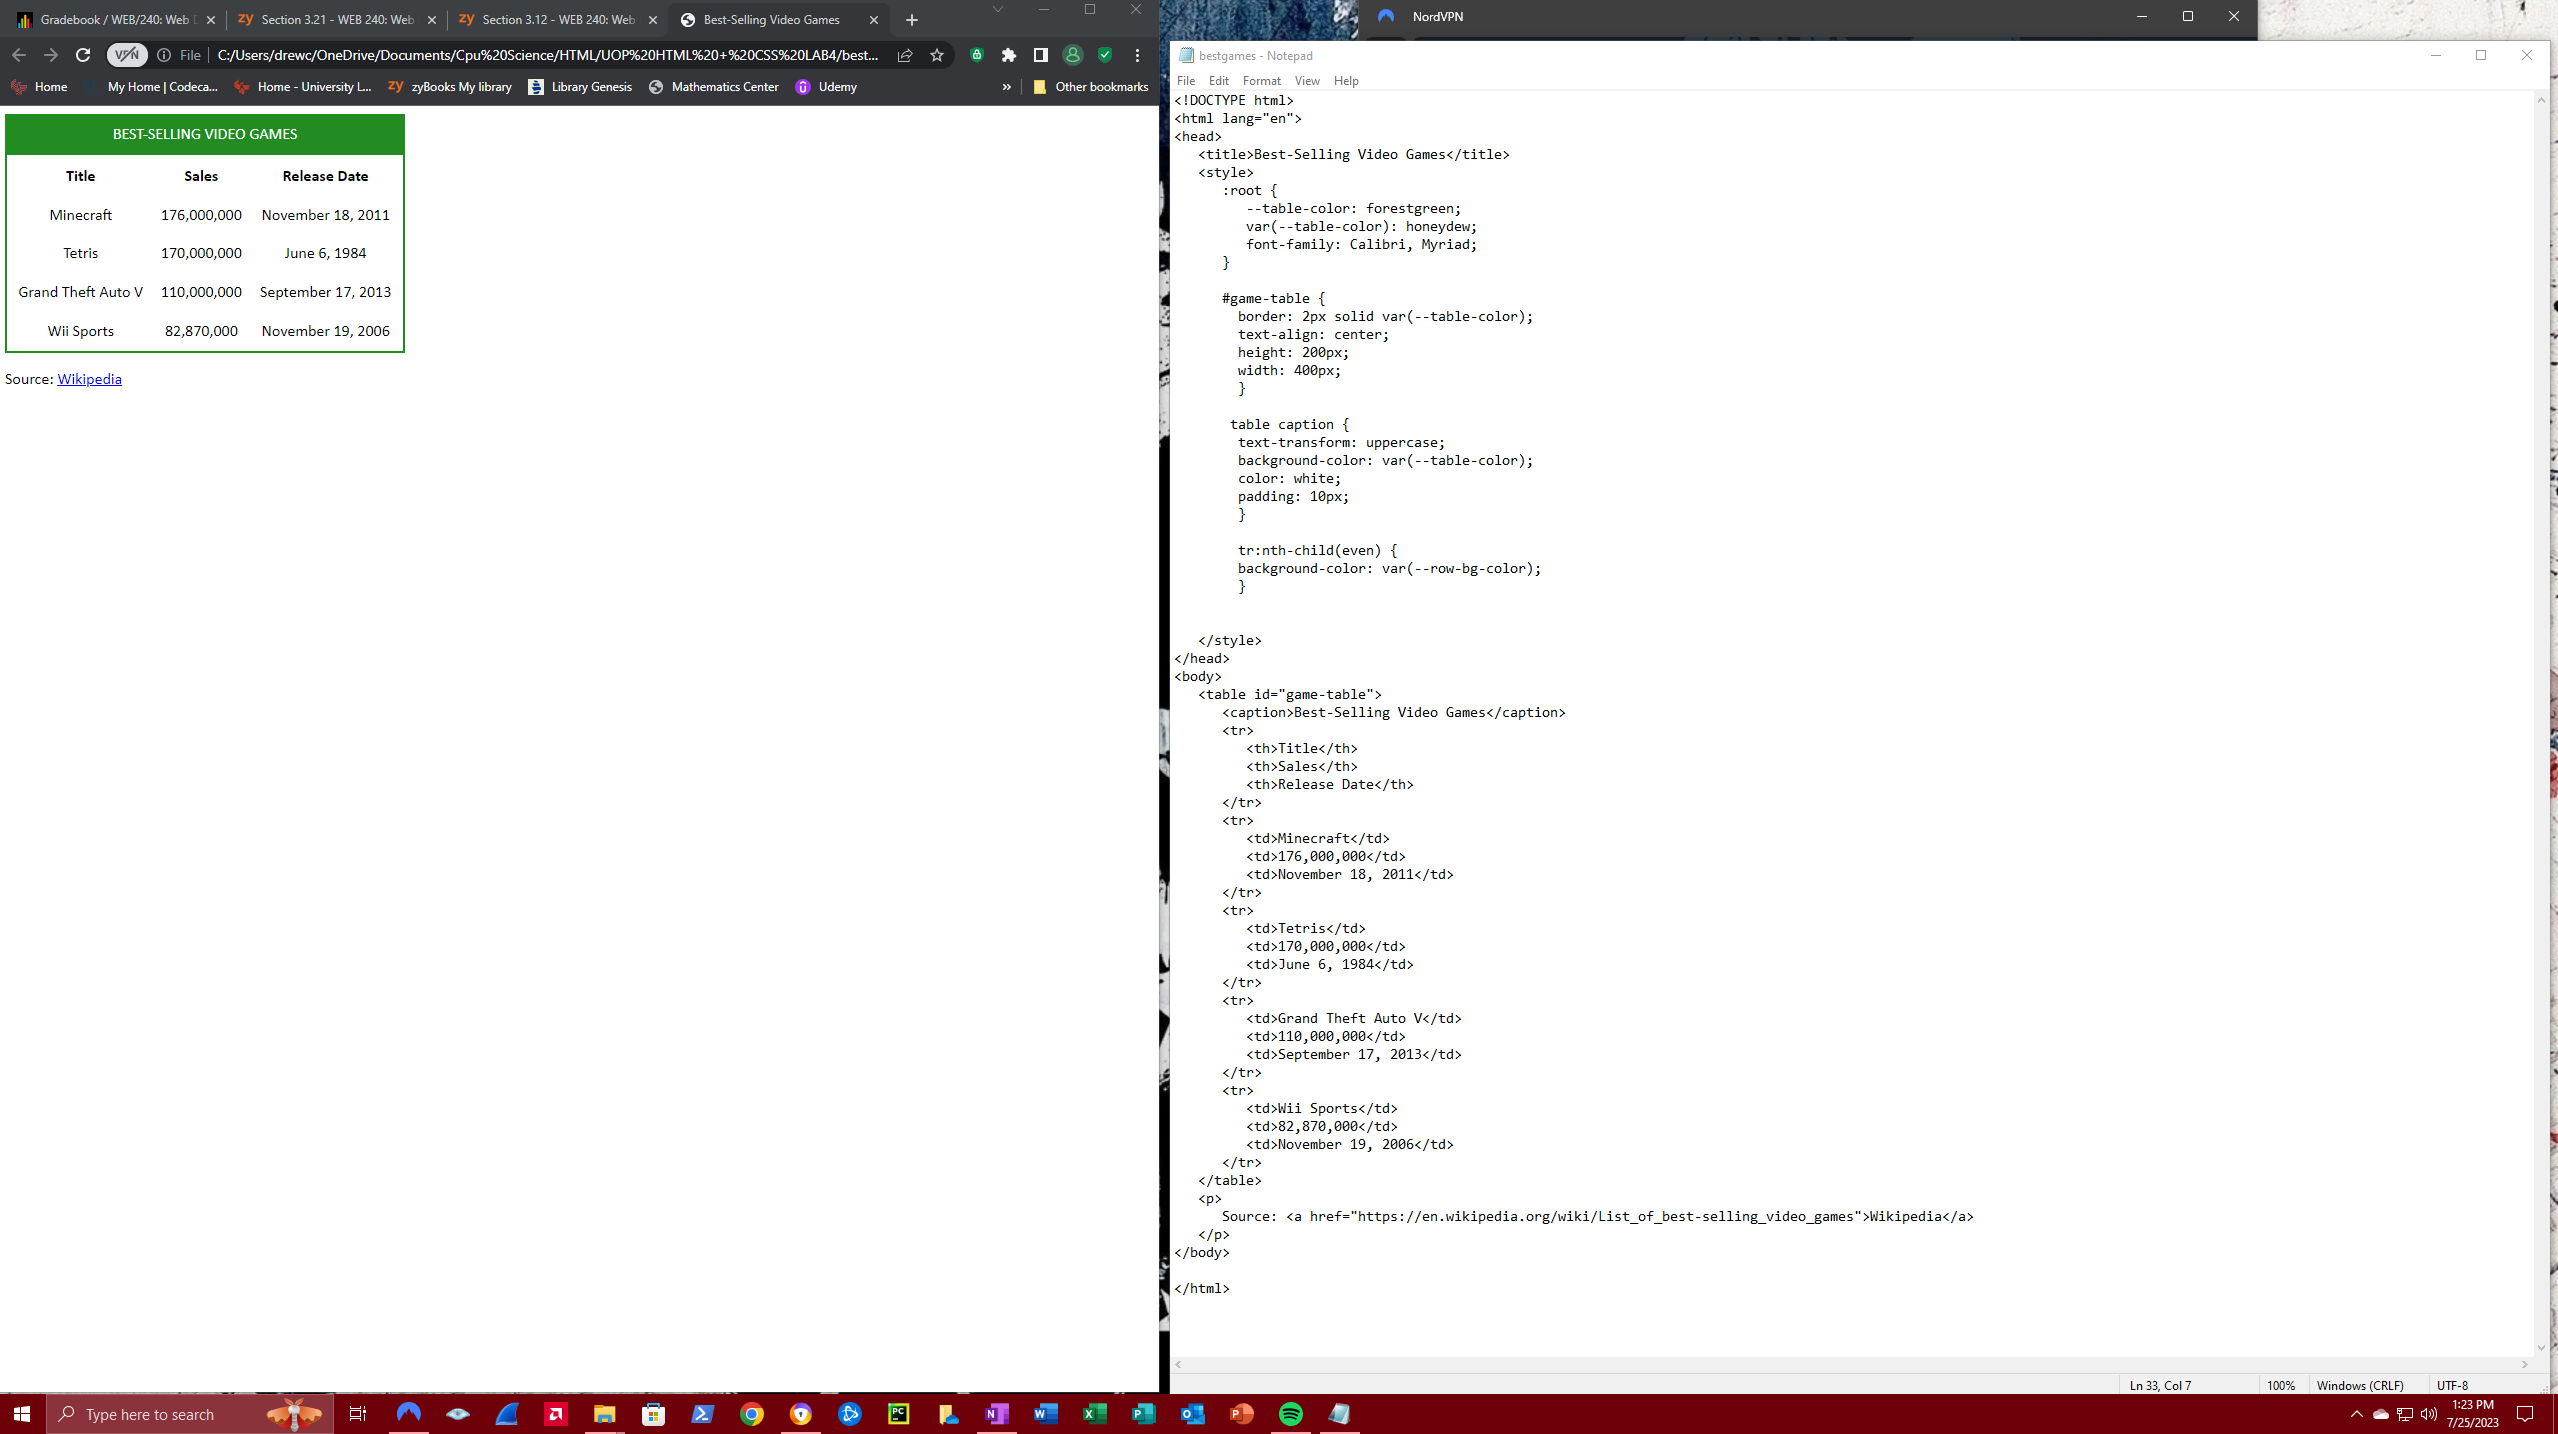 Gradebook / WEB/240: Web D
Section 3.21 - WEB 240: Web
Section 3.12 - WEB 240: Web
Best-Selling Video Games
VPN
File
C:/Users/drewc/OneDrive/Documents/Cpu%20Science/HTML/UOP%20HTML%20+%20CSS%20LAB4/best...
Home
My Home | Codeca...
Home - University L...
zyBooks My library
Library Genesis
Mathematics Center
Udemy
»
Other bookmarks
BEST-SELLING VIDEO GAMES
Title Sales Release Date
Minecraft 176,000,000 November 18, 2011
Tetris 170,000,000 June 6, 1984
Grand Theft Auto V 110,000,000 September 17, 2013
Wii Sports 82,870,000 November 19, 2006
Source: Wikipedia
NordVPN
bestgames - Notepad
File Edit Format View Help
<!DOCTYPE html>
<html lang="en">
<head>
<title>Best-Selling Video Games</title>
<style>
:root {
--table-color: forestgreen;
var(--table-color): honeydew;
font-family: Calibri, Myriad;
}
#game-table {
border: 2px solid var(--table-color);
text-align: center;
height: 200px;
width: 400px;
}
table caption {
text-transform: uppercase;
background-color: var(--table-color);
color: white;
padding: 10px;
}
tr:nth-child(even) {
background-color: var(--row-bg-color);
}
</style>
</head>
<body>
<table id="game-table">
<caption>Best-Selling Video Games</caption>
<tr>
<th>Title</th>
<th>Sales</th>
<th>Release Date</th>
</tr>
<tr>
<td>Minecraft</td>
<td>176,000,000</td>
<td>November 18, 2011</td>
</tr>
<tr>
<td>Tetris</td>
<td>170,000,000</td>
<td>June 6, 1984</td>
</tr>
<tr>
<td>Grand Theft Auto V</td>
<td>110,000,000</td>
<td>September 17, 2013</td>
</tr>
<tr>
<td>Wii Sports</td>
<td>82,870,000</td>
<td>November 19, 2006</td>
</tr>
</table>
<p>
Source: <a href="https://en.wikipedia.org/wiki/List_of_best-selling_video_games">Wikipedia</a>
</p>
</body>
</html>
Ln 33, Col 7 100% Windows (CRLF) UTF-8
Type here to search
1:23 PM
7/25/2023